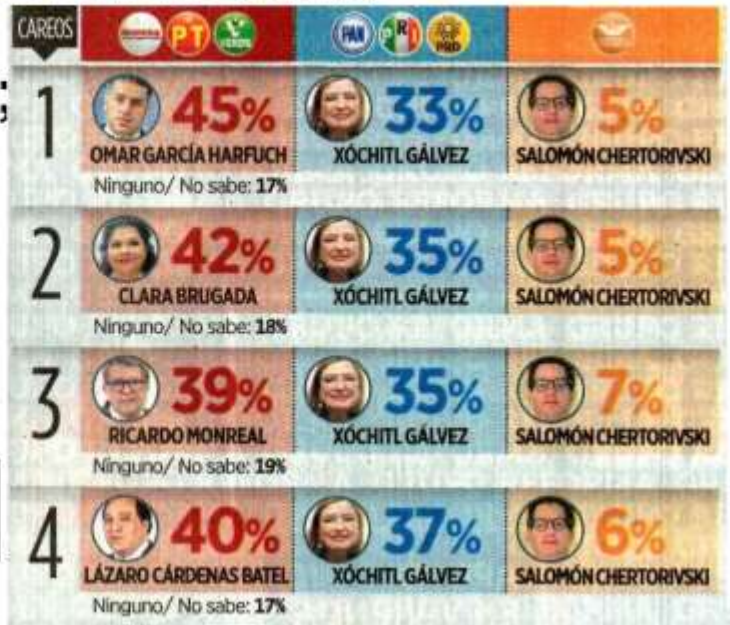 CAREOS
morena PT VERDE PAN PRI PRD
1
45% 33% 5%
OMAR GARCÍA HARFUCH XÓCHITL GÁLVEZ SALOMÓN CHERTORIVSKI
Ninguno/ No sabe: 17%
2
42% 35% 5%
CLARA BRUGADA XÓCHITL GÁLVEZ SALOMÓN CHERTORIVSKI
Ninguno/ No sabe: 18%
3
39% 35% 7%
RICARDO MONREAL XÓCHITL GÁLVEZ SALOMÓN CHERTORIVSKI
Ninguno/ No sabe: 19%
4
40% 37% 6%
LÁZARO CÁRDENAS BATEL XÓCHITL GÁLVEZ SALOMÓN CHERTORIVSKI
Ninguno/ No sabe: 17%